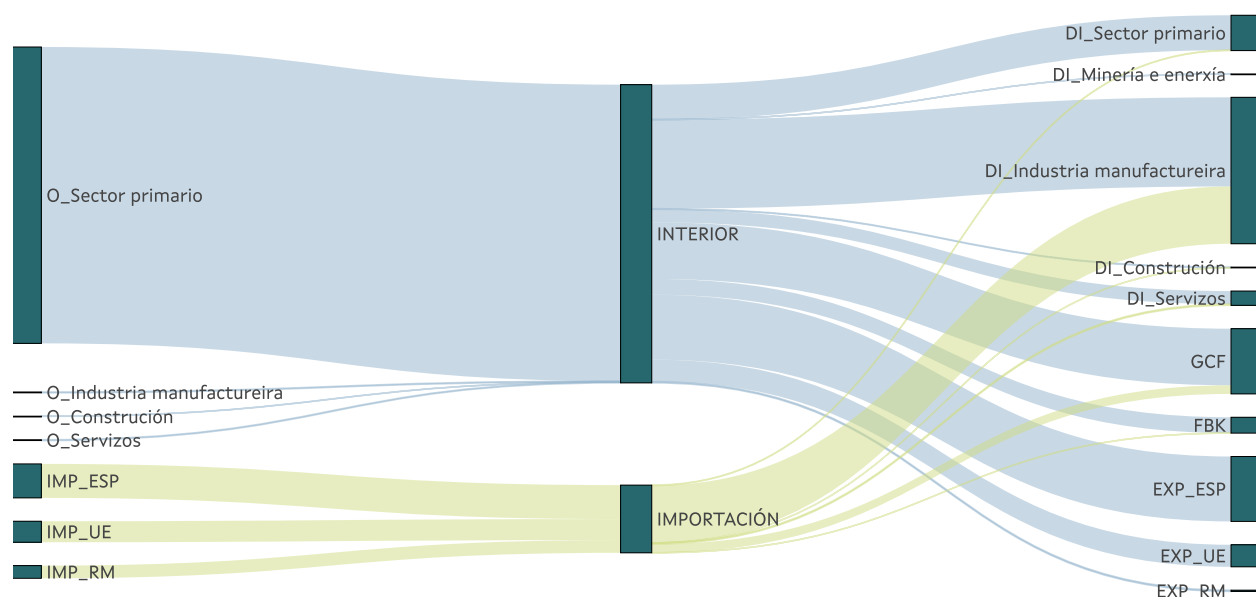 O_Sector primario
O_Industria manufactureira
O_Construción
O_Servizos
IMP_ESP
IMP_UE
IMP_RM
INTERIOR
IMPORTACIÓN
DI_Sector primario
DI_Minería e enerxía
DI_Industria manufactureira
DI_Construción
DI_Servizos
GCF
FBK
EXP_ESP
EXP_UE
EXP_RM